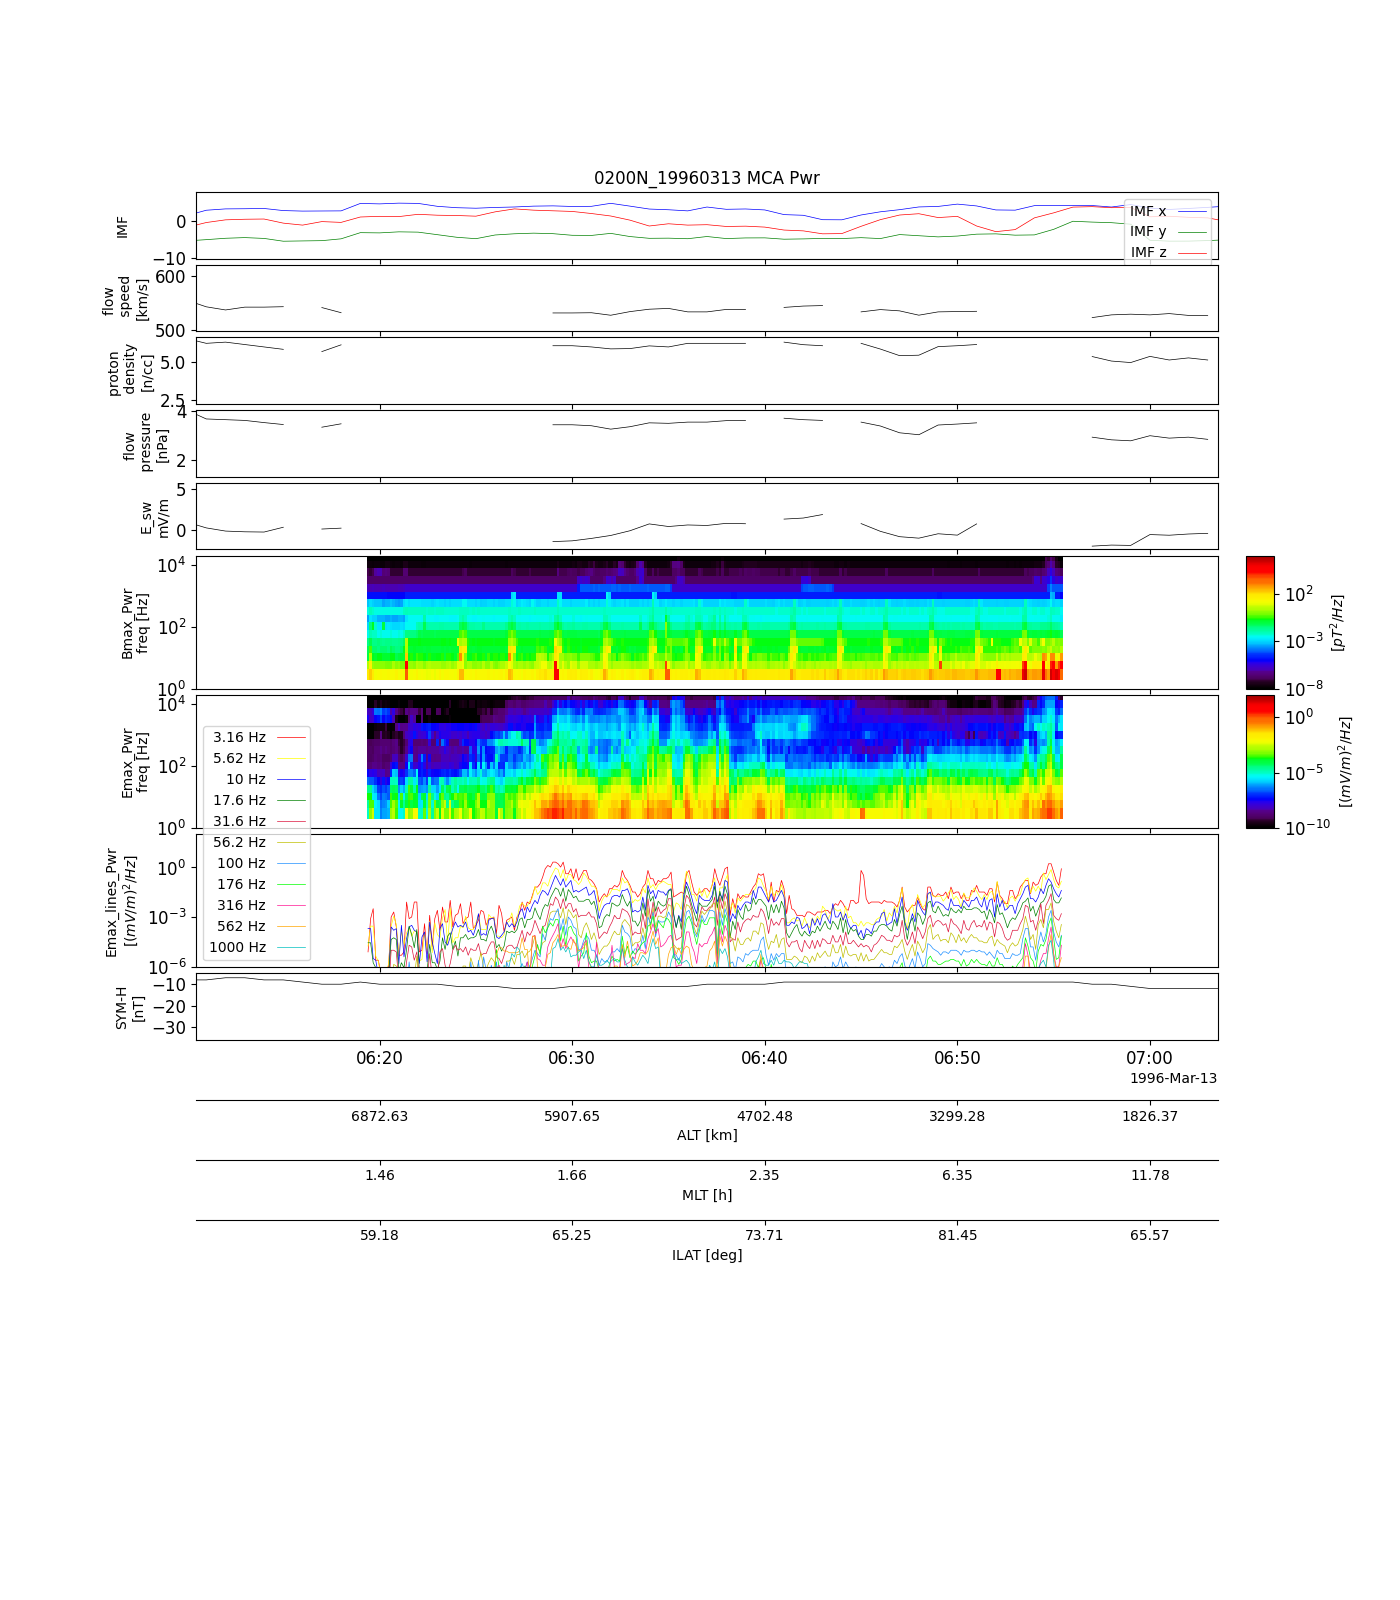 0200N_19960313 MCA Pwr
IMF
0
−10
IMF x
IMF y
IMF z
flow
speed
[km/s]
600
500
proton
density
[n/cc]
5.0
2.5
flow
pressure
[nPa]
4
2
E_sw
mV/m
5
0
Bmax_Pwr
freq [Hz]
10^4
10^2
10^0
10^2
10^−3
10^−8
[pT^2/Hz]
Emax_Pwr
freq [Hz]
10^4
10^2
10^0
10^0
10^−5
10^−10
[(mV/m)^2/Hz]
3.16 Hz
5.62 Hz
10 Hz
17.6 Hz
31.6 Hz
56.2 Hz
100 Hz
176 Hz
316 Hz
562 Hz
1000 Hz
Emax_lines_Pwr
[(mV/m)^2/Hz]
10^0
10^−3
10^−6
SYM-H
[nT]
−10
−20
−30
06:20 06:30 06:40 06:50 07:00
1996-Mar-13
6872.63 5907.65 4702.48 3299.28 1826.37
ALT [km]
1.46 1.66 2.35 6.35 11.78
MLT [h]
59.18 65.25 73.71 81.45 65.57
ILAT [deg]